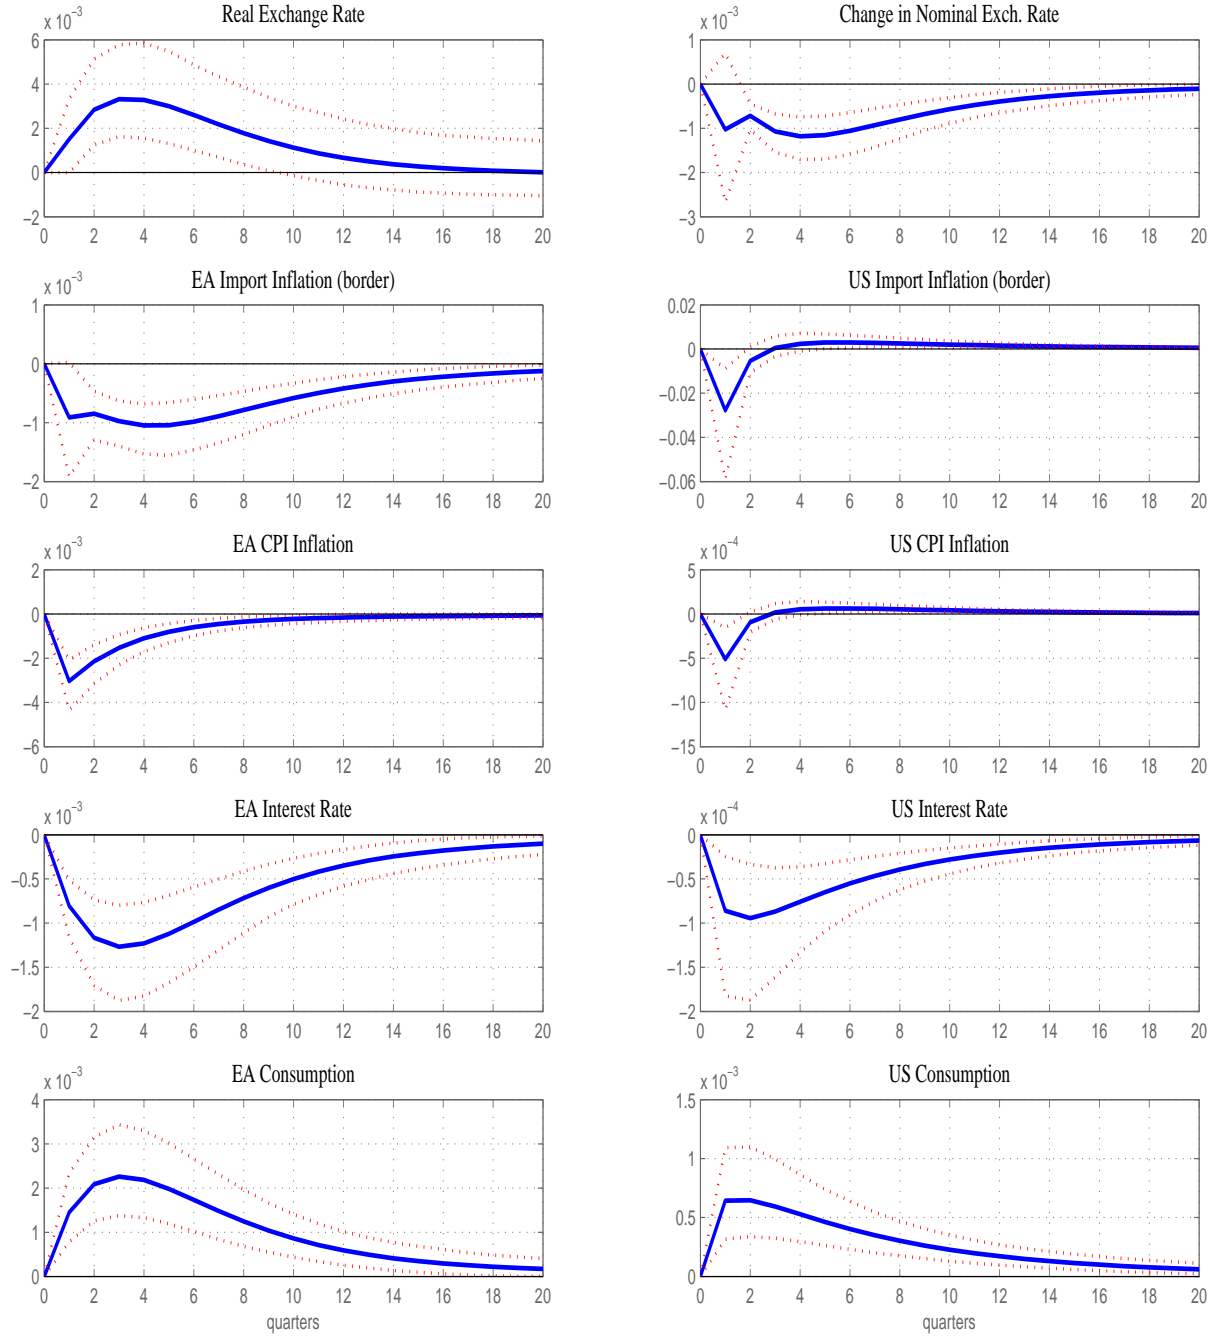 Real Exchange Rate
x 10⁻³
6
4
2
0
−2
0 2 4 6 8 10 12 14 16 18 20
Change in Nominal Exch. Rate
x 10⁻³
1
0
−1
−2
−3
0 2 4 6 8 10 12 14 16 18 20
EA Import Inflation (border)
x 10⁻³
1
0
−1
−2
0 2 4 6 8 10 12 14 16 18 20
US Import Inflation (border)
0.02
0
−0.02
−0.04
−0.06
0 2 4 6 8 10 12 14 16 18 20
EA CPI Inflation
x 10⁻³
2
0
−2
−4
−6
0 2 4 6 8 10 12 14 16 18 20
US CPI Inflation
x 10⁻⁴
5
0
−5
−10
−15
0 2 4 6 8 10 12 14 16 18 20
EA Interest Rate
x 10⁻³
0
−0.5
−1
−1.5
−2
0 2 4 6 8 10 12 14 16 18 20
US Interest Rate
x 10⁻⁴
0
−0.5
−1
−1.5
−2
0 2 4 6 8 10 12 14 16 18 20
EA Consumption
x 10⁻³
4
3
2
1
0
0 2 4 6 8 10 12 14 16 18 20
quarters
US Consumption
x 10⁻³
1.5
1
0.5
0
0 2 4 6 8 10 12 14 16 18 20
quarters